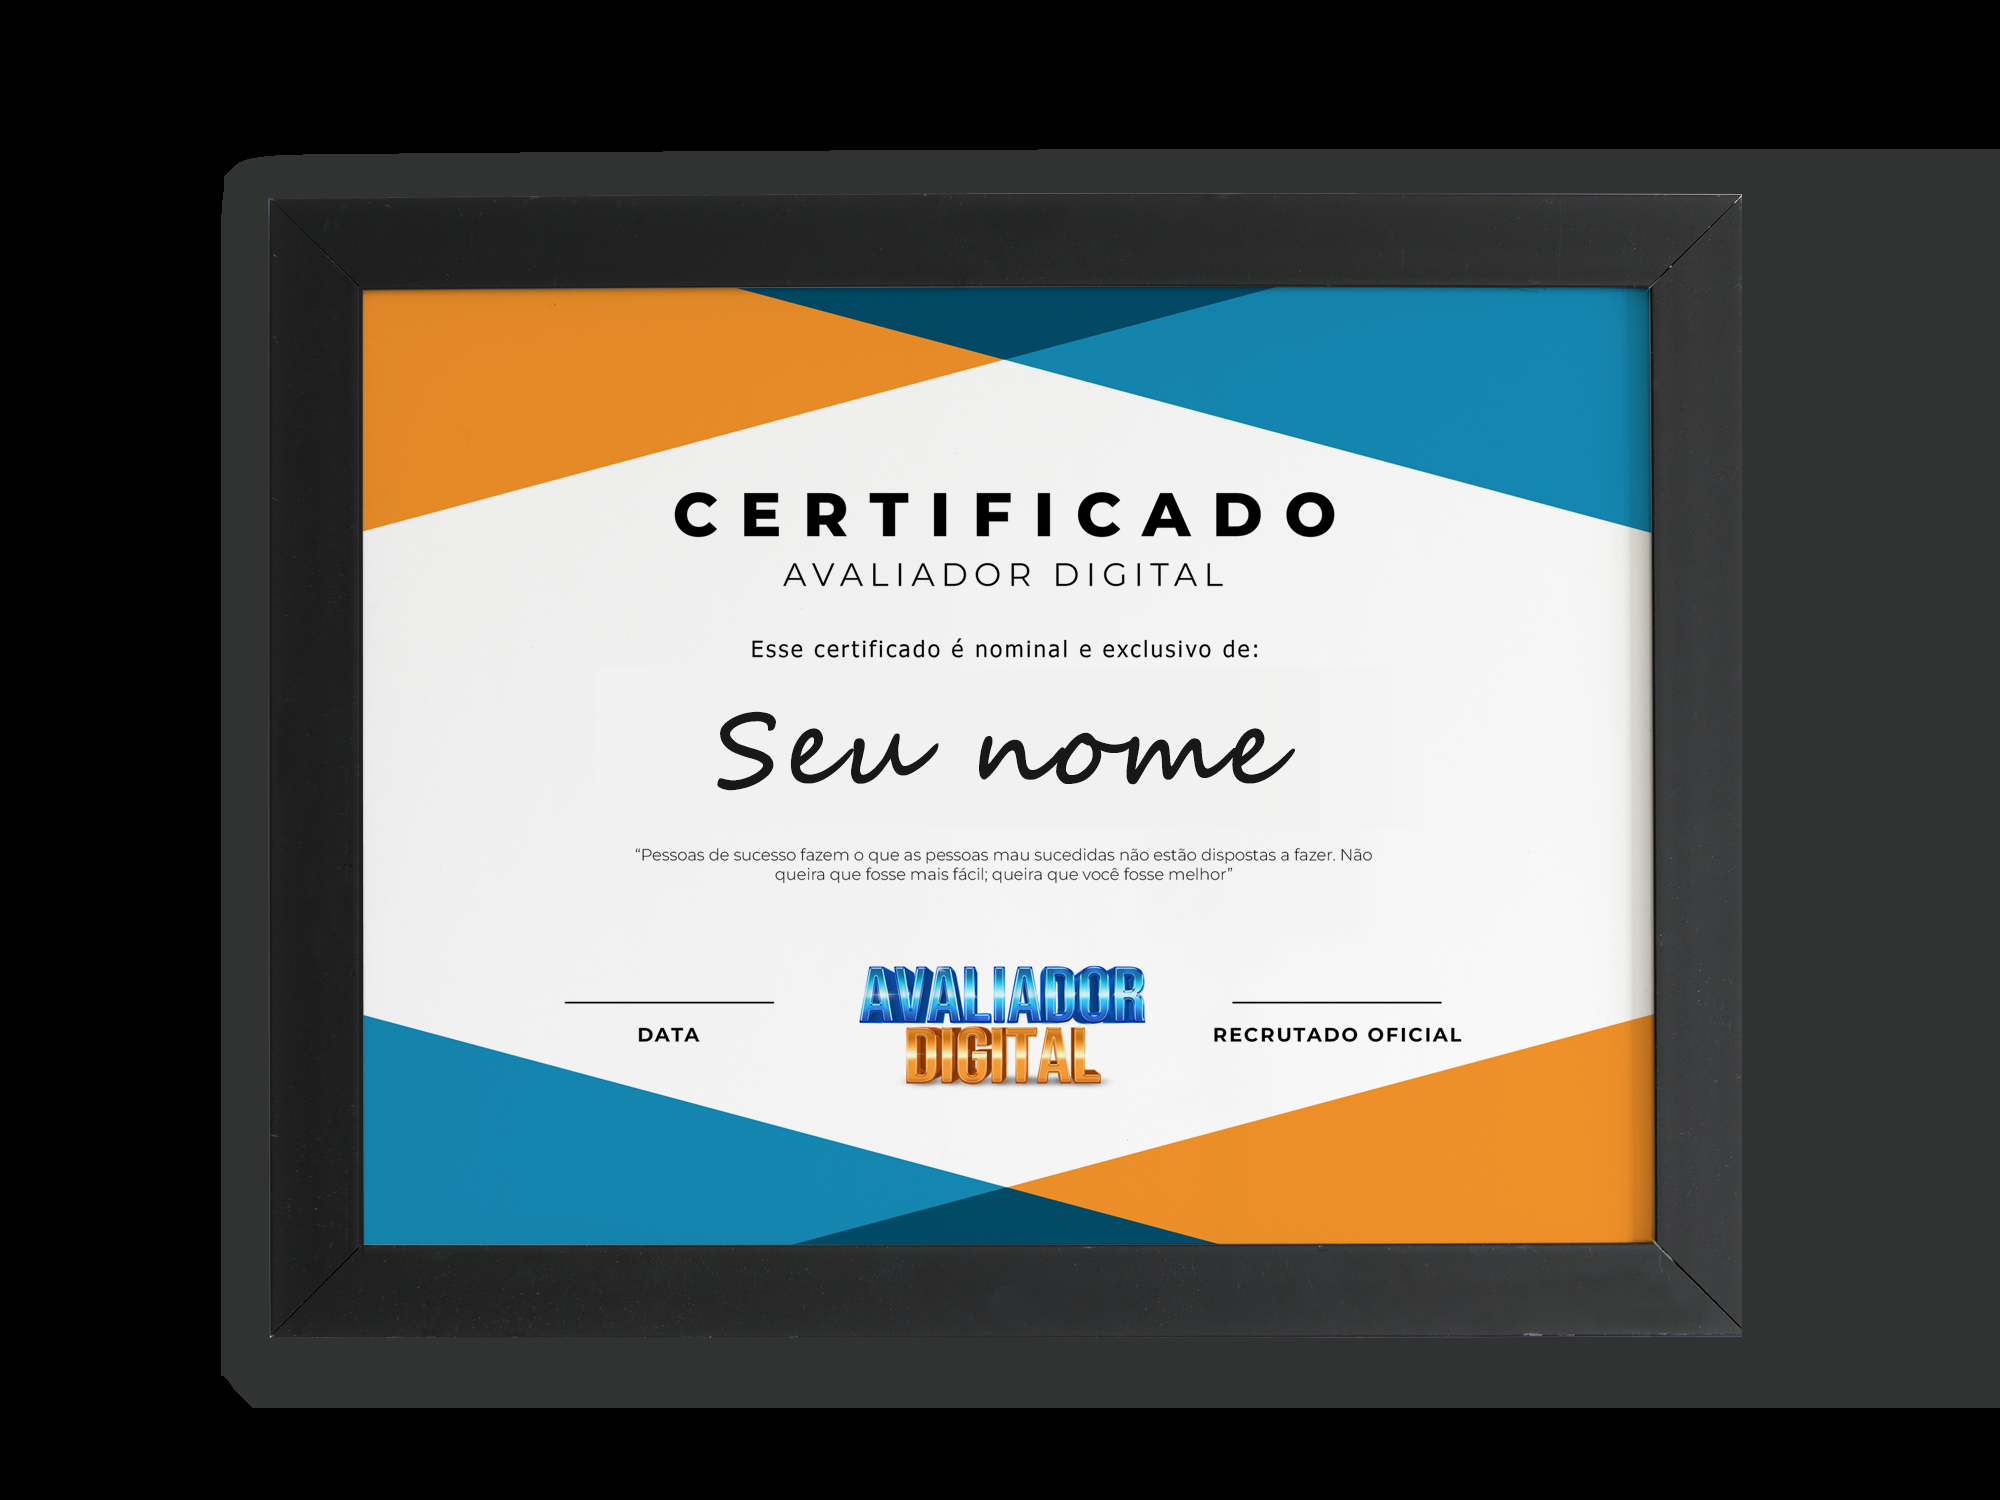 CERTIFICADO
AVALIADOR DIGITAL
Esse certificado é nominal e exclusivo de:
Seu nome
“Pessoas de sucesso fazem o que as pessoas mau sucedidas não estão dispostas a fazer. Não
queira que fosse mais fácil; queira que você fosse melhor”
AVALIADOR
DIGITAL
DATA
RECRUTADO OFICIAL